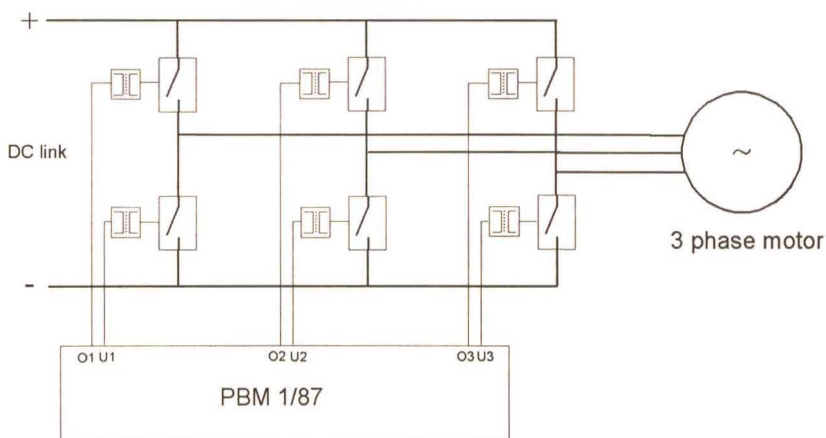 +
DC link
~
3 phase motor
-
O1 U1 O2 U2 O3 U3
PBM 1/87